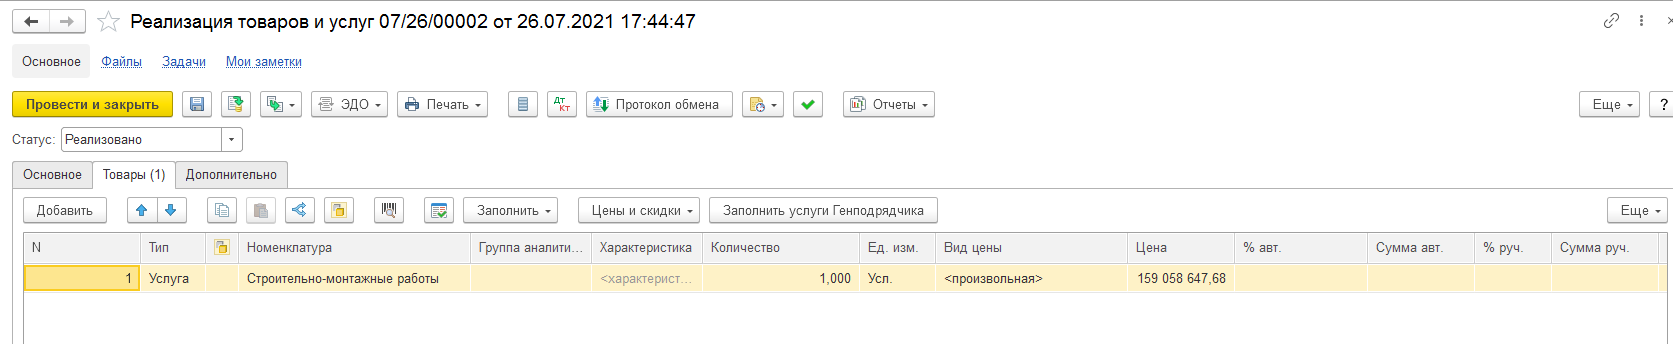 Реализация товаров и услуг 07/26/00002 от 26.07.2021 17:44:47
Основное Файлы Задачи Мои заметки
Провести и закрыть ЭДО Печать Дт Кт Протокол обмена Отчеты Еще ?
Статус: Реализовано
Основное Товары (1) Дополнительно
Добавить Заполнить Цены и скидки Заполнить услуги Генподрядчика Еще
N Тип Номенклатура Группа аналити... Характеристика Количество Ед. изм. Вид цены Цена % авт. Сумма авт. % руч. Сумма руч.
1 Услуга Строительно-монтажные работы <характерист... 1,000 Усл. <произвольная> 159 058 647,68